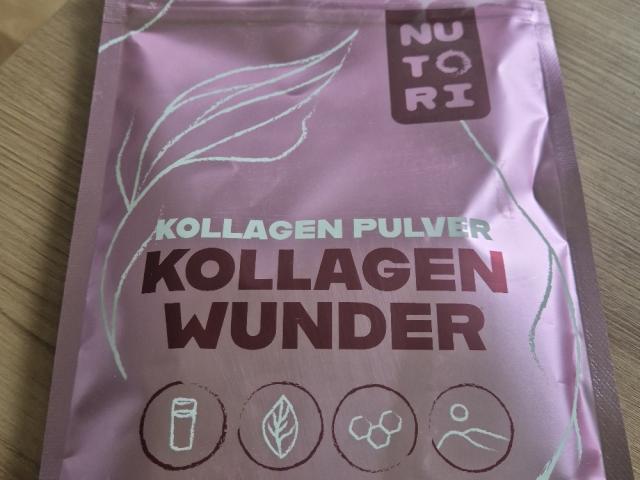 NU
TO
RI
KOLLAGEN PULVER
KOLLAGEN
WUNDER